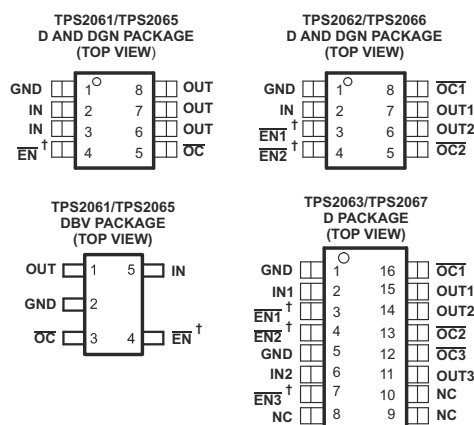 TPS2061/TPS2065
D AND DGN PACKAGE
(TOP VIEW)
GND 1 8 OUT
IN 2 7 OUT
IN 3 6 OUT
EN † 4 5 OC
TPS2062/TPS2066
D AND DGN PACKAGE
(TOP VIEW)
GND 1 8 OC1
IN 2 7 OUT1
EN1 † 3 6 OUT2
EN2 † 4 5 OC2
TPS2061/TPS2065
DBV PACKAGE
(TOP VIEW)
OUT 1 5 IN
GND 2
OC 3 4 EN †
TPS2063/TPS2067
D PACKAGE
(TOP VIEW)
GND 1 16 OC1
IN1 2 15 OUT1
EN1 † 3 14 OUT2
EN2 † 4 13 OC2
GND 5 12 OC3
IN2 6 11 OUT3
EN3 † 7 10 NC
NC 8 9 NC